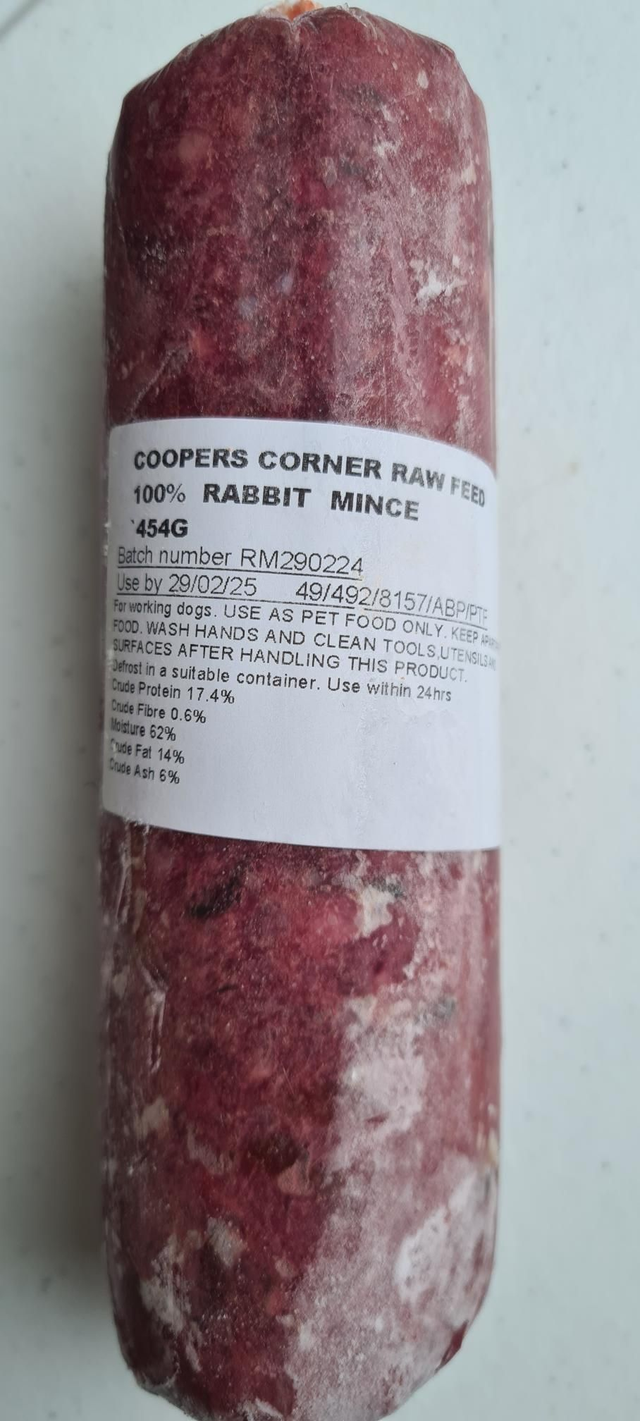 COOPERS CORNER RAW FEED
100% RABBIT MINCE
`454G
Batch number RM290224
Use by 29/02/25 49/492/8157/ABP/PTF
For working dogs. USE AS PET FOOD ONLY. KEEP
FOOD. WASH HANDS AND CLEAN TOOLS,UTENSILS
SURFACES AFTER HANDLING THIS PRODUCT.
Defrost in a suitable container. Use within 24hrs
Crude Protein 17.4%
Crude Fibre 0.6%
Moisture 62%
Crude Fat 14%
Crude Ash 6%